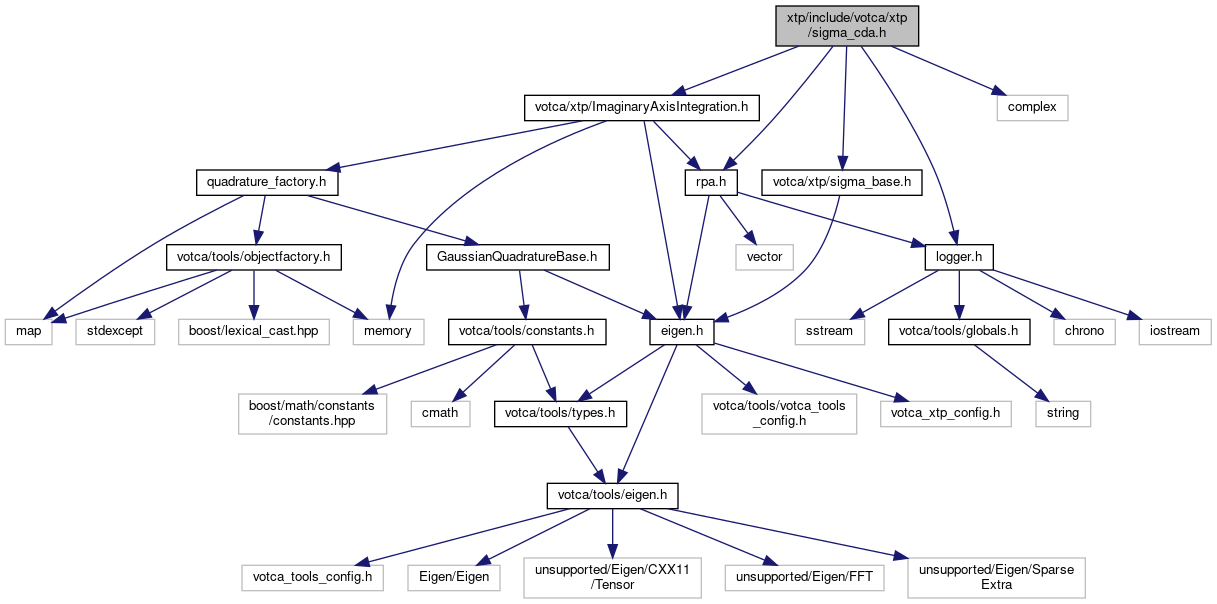 xtp/include/votca/xtp
/sigma_cda.h
votca/xtp/ImaginaryAxisIntegration.h
complex
quadrature_factory.h
rpa.h
votca/xtp/sigma_base.h
votca/tools/objectfactory.h
GaussianQuadratureBase.h
vector
logger.h
map
stdexcept
boost/lexical_cast.hpp
memory
votca/tools/constants.h
eigen.h
sstream
votca/tools/globals.h
chrono
iostream
boost/math/constants
/constants.hpp
cmath
votca/tools/types.h
votca/tools/votca_tools
_config.h
votca_xtp_config.h
string
votca/tools/eigen.h
votca_tools_config.h
Eigen/Eigen
unsupported/Eigen/CXX11
/Tensor
unsupported/Eigen/FFT
unsupported/Eigen/Sparse
Extra